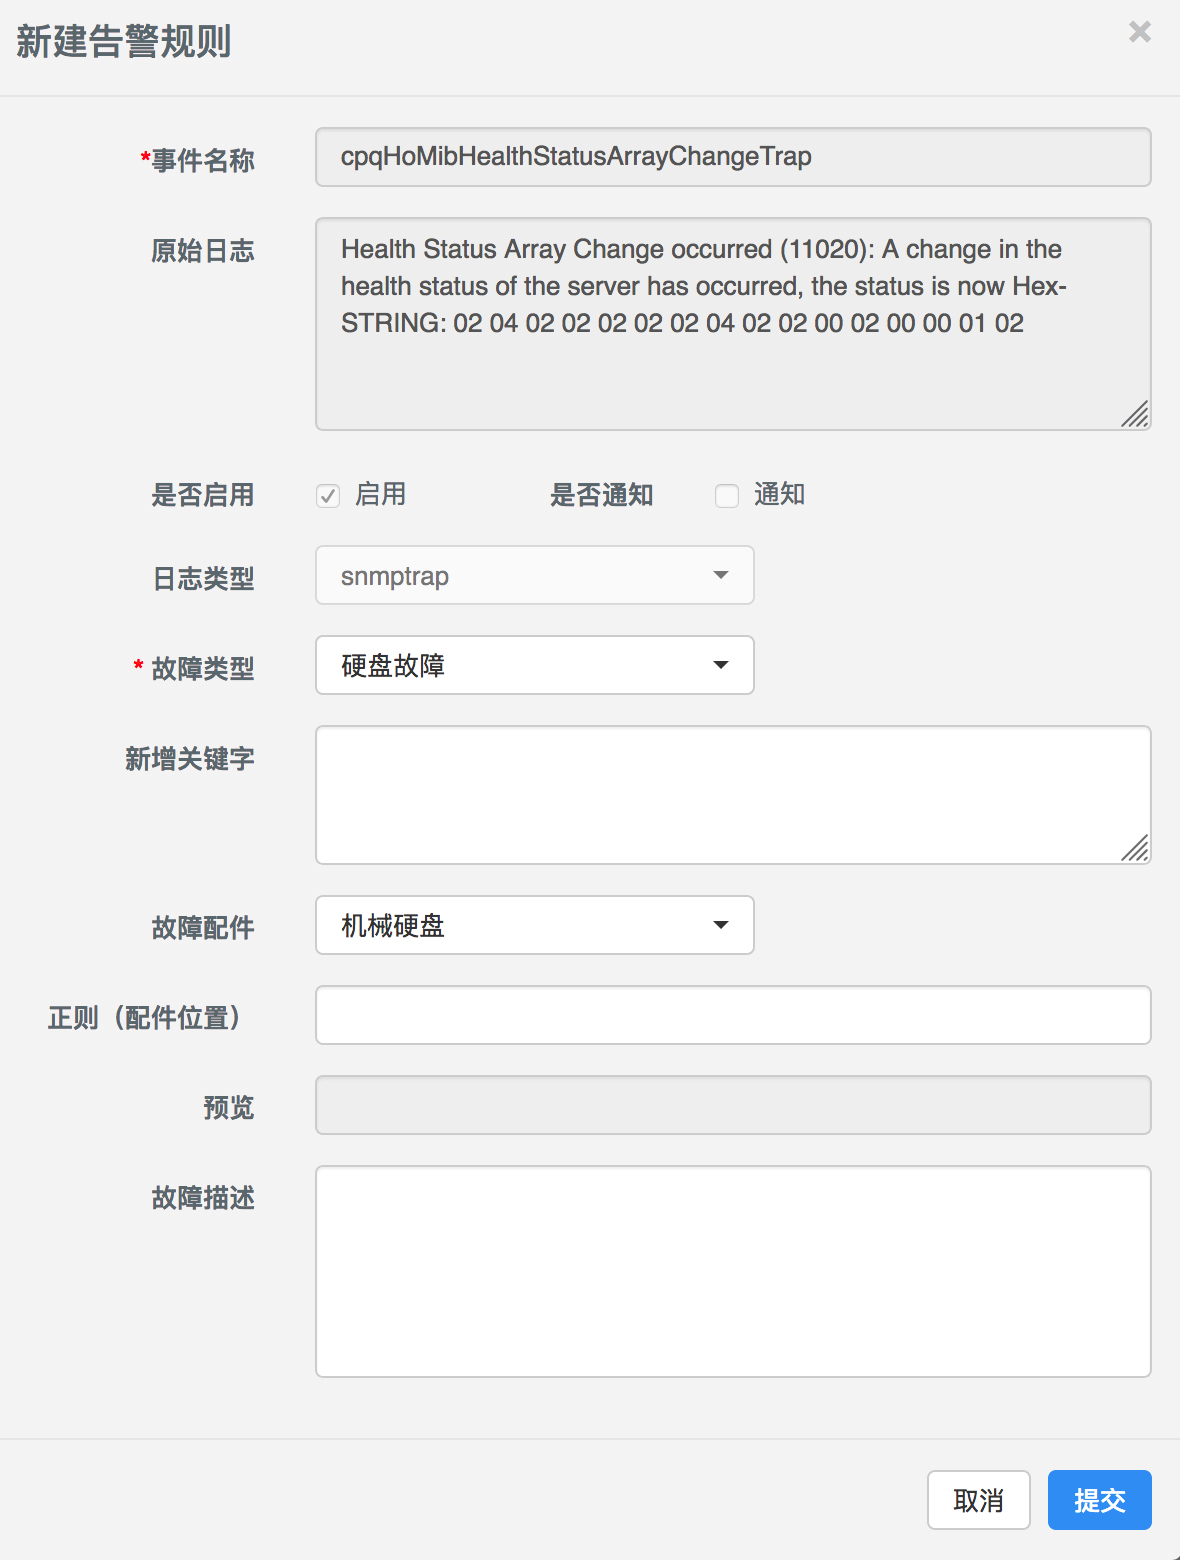 新建告警规则
×
*事件名称
cpqHoMibHealthStatusArrayChangeTrap
原始日志
Health Status Array Change occurred (11020): A change in the
health status of the server has occurred, the status is now Hex-
STRING: 02 04 02 02 02 02 02 04 02 02 00 02 00 00 01 02
是否启用 启用 是否通知 通知
日志类型 snmptrap
* 故障类型 硬盘故障
新增关键字
故障配件 机械硬盘
正则（配件位置）
预览
故障描述
取消 提交